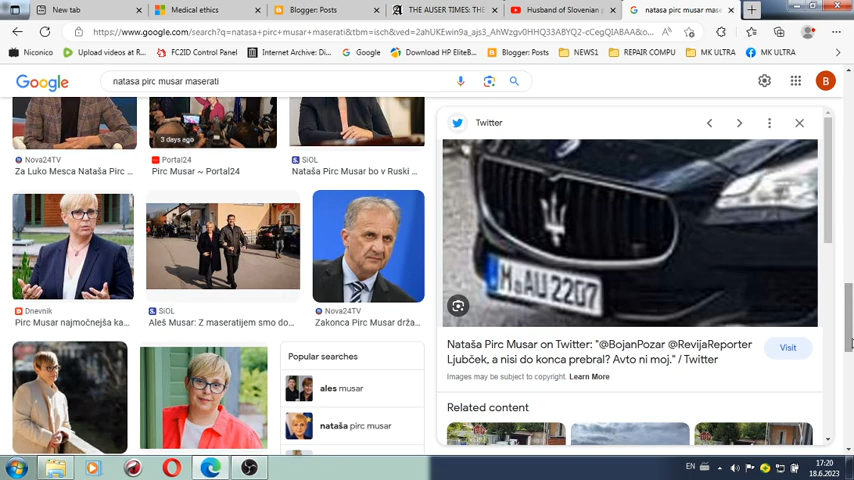 New tab
Medical ethics
Blogger: Posts
THE AUSER TIMES: THE
Husband of Slovenian p
natasa pirc musar mase
https://www.google.com/search?q=natasa+pirc+musar+maserati&tbm=isch&ved=2ahUKEwin9a_ajs3_AhWzgv0HHQ33ABYQ2-cCegQIABAA&o...
Niconico
Upload videos at R...
FC2ID Control Panel
Internet Archive: Di...
Google
Download HP EliteB...
Blogger: Posts
NEWS1
REPAIR COMPU
MK ULTRA
MK ULTRA
Google
natasa pirc musar maserati
B
3 days ago
Nova24TV
Za Luko Mesca Nataša Pirc ...
Portal24
Pirc Musar ~ Portal24
SiOL
Nataša Pirc Musar bo v Ruski ...
Dnevnik
Pirc Musar najmočnejša ka...
SiOL
Aleš Musar: Z maseratijem smo do...
Nova24TV
Zakonca Pirc Musar drža...
Popular searches
ales musar
nataša pirc musar
Twitter
M AU 2207
Nataša Pirc Musar on Twitter: "@BojanPozar @RevijaReporter
Ljubček, a nisi do konca prebral? Avto ni moj." / Twitter
Visit
Images may be subject to copyright. Learn More
Related content
EN
17:20
18.6.2023